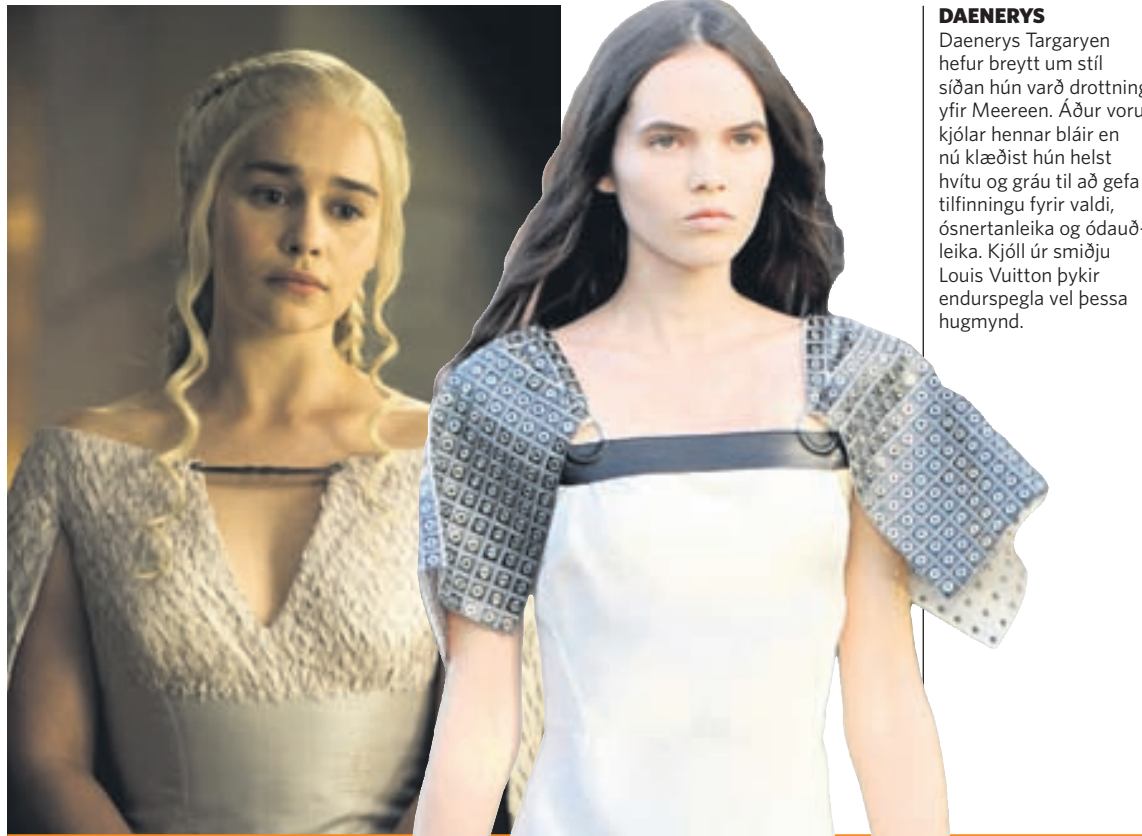 DAENERYS
Daenerys Targaryen
hefur breytt um stíl
síðan hún varð drottning
yfir Meereen. Áður voru
kjólar hennar bláir en
nú klæðist hún helst
hvítu og gráu til að gefa
tilfinningu fyrir valdi,
ósnertanleika og ódauð-
leika. Kjóll úr smiðju
Louis Vuitton þykir
endurspegla vel þessa
hugmynd.